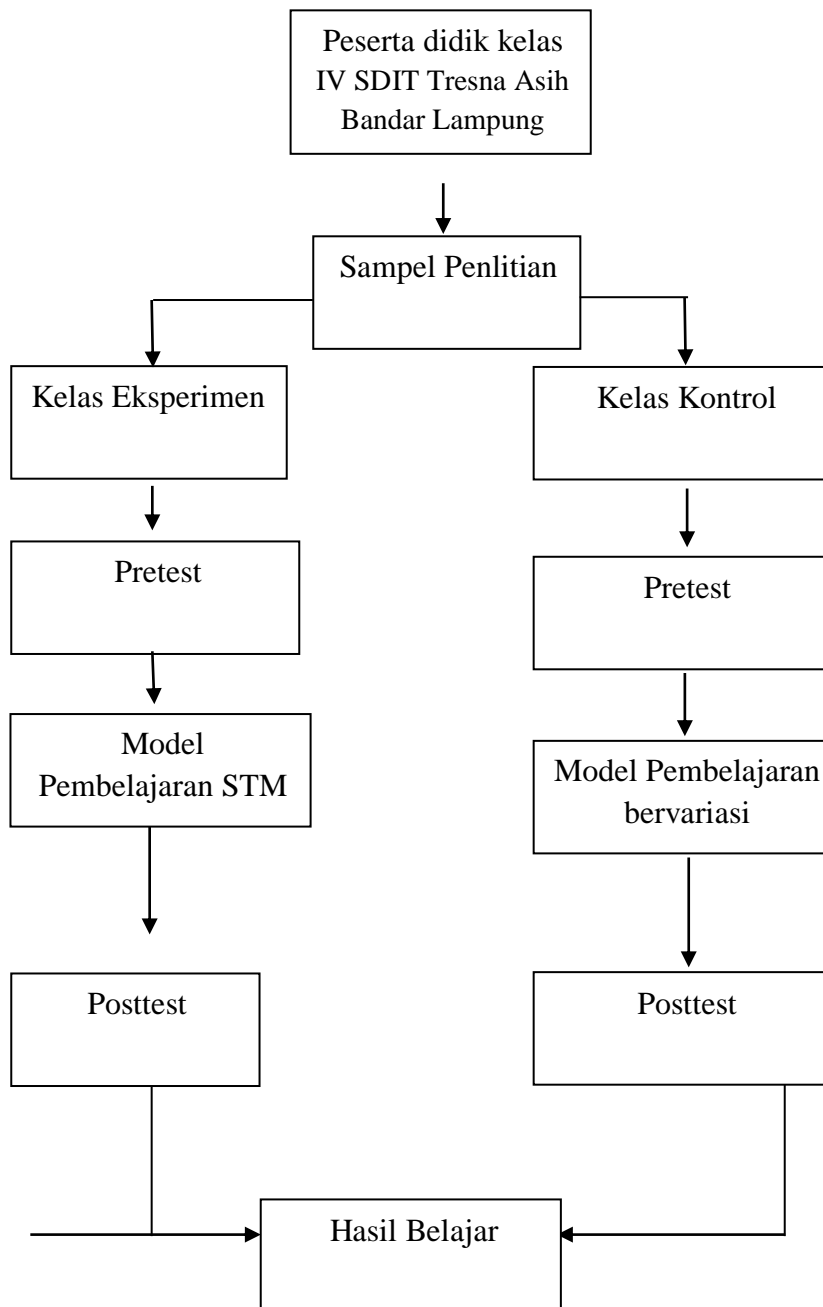 Peserta didik kelas
IV SDIT Tresna Asih
Bandar Lampung
Sampel Penlitian
Kelas Eksperimen
Kelas Kontrol
Pretest
Pretest
Model
Pembelajaran STM
Model Pembelajaran
bervariasi
Posttest
Posttest
Hasil Belajar